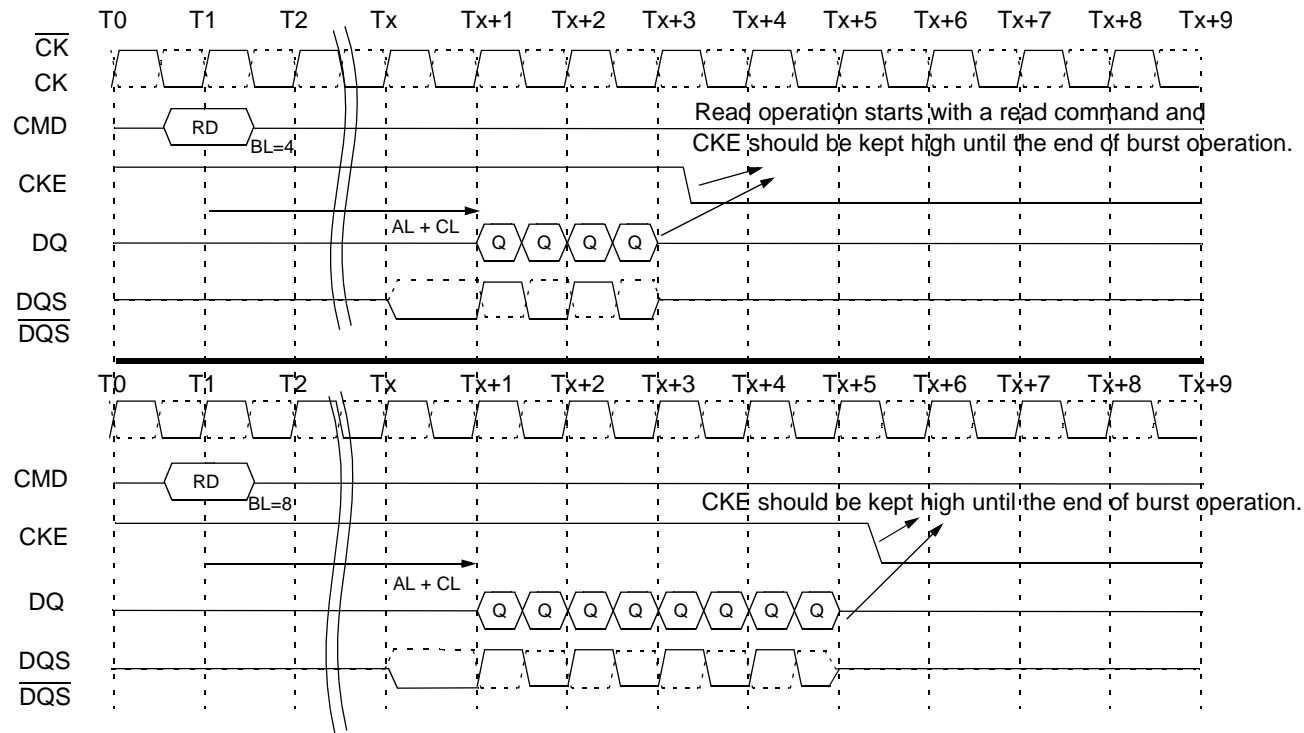 T0 T1 T2 Tx Tx+1 Tx+2 Tx+3 Tx+4 Tx+5 Tx+6 Tx+7 Tx+8 Tx+9
CK
CK
Read operation starts with a read command and
CMD RD BL=4
CKE should be kept high until the end of burst operation.
CKE
AL + CL
DQ Q Q Q Q
DQS
DQS
T0 T1 T2 Tx Tx+1 Tx+2 Tx+3 Tx+4 Tx+5 Tx+6 Tx+7 Tx+8 Tx+9
CMD RD BL=8
CKE should be kept high until the end of burst operation.
CKE
AL + CL
DQ Q Q Q Q Q Q Q Q
DQS
DQS